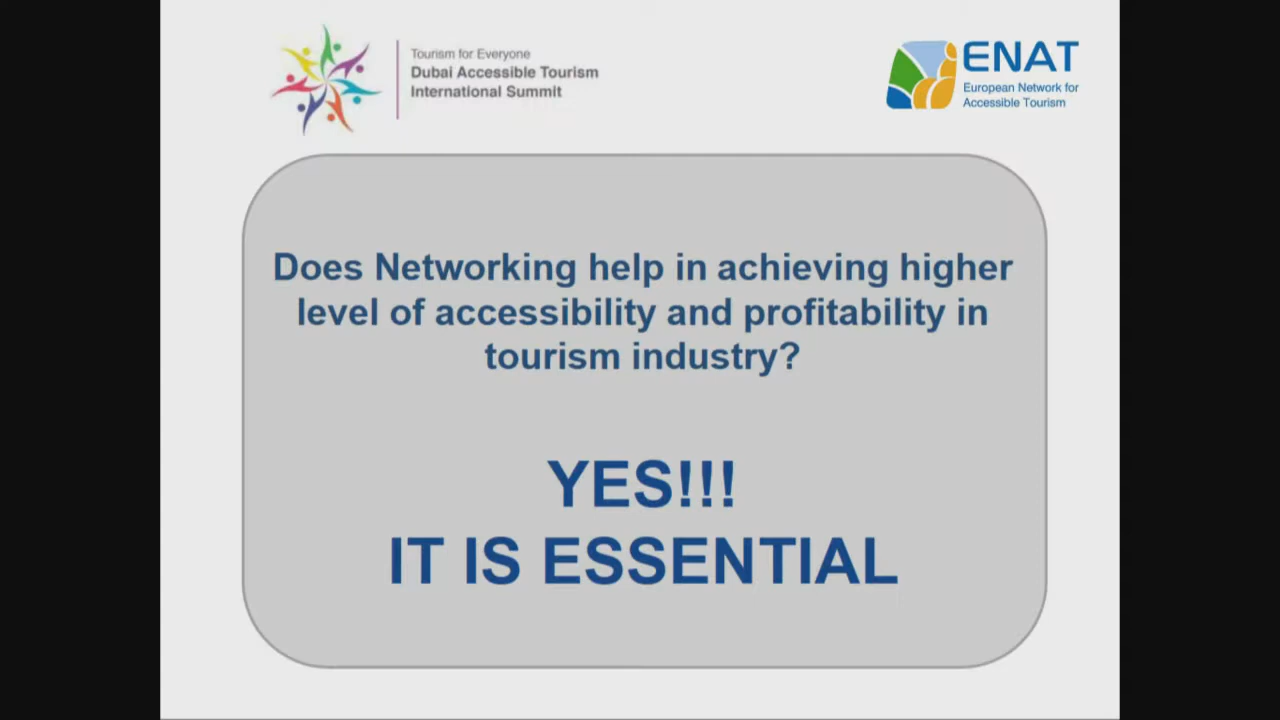 Tourism for Everyone
Dubai Accessible Tourism
International Summit
ENAT
European Network for
Accessible Tourism
Does Networking help in achieving higher
level of accessibility and profitability in
tourism industry?
YES!!!
IT IS ESSENTIAL